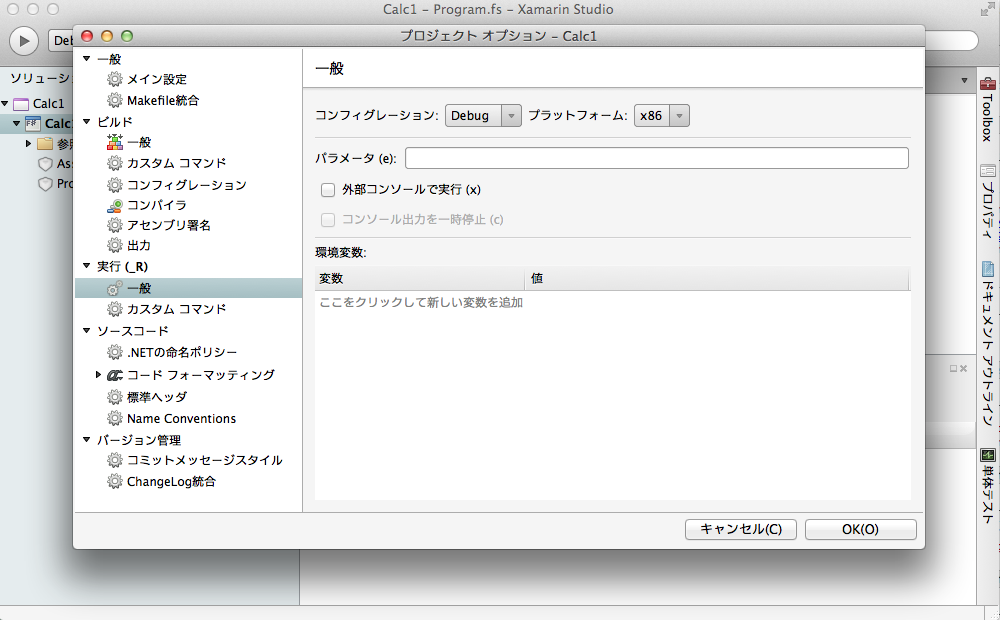 Calc1 – Program.fs – Xamarin Studio
プロジェクト オプション – Calc1
ソリューシ
Calc1
一般
メイン設定
Makefile統合
ビルド
一般
カスタム コマンド
コンフィグレーション
コンパイラ
アセンブリ署名
出力
実行 (_R)
一般
カスタム コマンド
ソースコード
.NETの命名ポリシー
コード フォーマッティング
標準ヘッダ
Name Conventions
バージョン管理
コミットメッセージスタイル
ChangeLog統合
一般
コンフィグレーション: Debug プラットフォーム: x86
パラメータ (e):
外部コンソールで実行 (x)
コンソール出力を一時停止 (c)
環境変数:
変数 値
ここをクリックして新しい変数を追加
キャンセル(C) OK(O)
Toolbox
プロパティ
ドキュメント アウトライン
単体テスト